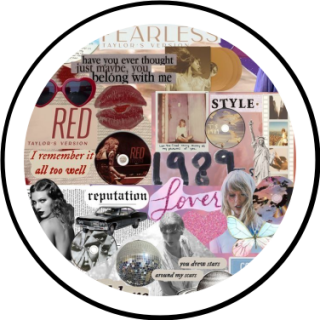 FEARLESS
TAYLOR'S VERSION
have you ever thought
just maybe, you
belong with me
STYLE.
RED
TAYLOR'S VERSION
RED
I remember it
all too well
1989
reputation
Lover
you drew stars
around my scars